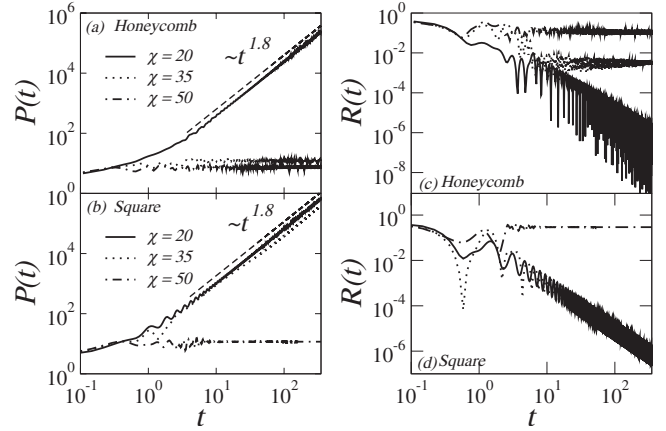 10^6
(a) Honeycomb
χ = 20
χ = 35
χ = 50
~t^1.8
10^4
10^2
10^0
P(t)
(b) Square
χ = 20
χ = 35
χ = 50
~t^1.8
10^4
10^2
10^0
P(t)
10^-1 10^0 10^1 10^2
t
10^0
10^-2
10^-4
10^-6
10^-8
R(t)
(c) Honeycomb
10^0
10^-2
10^-4
10^-6
R(t)
(d) Square
10^-1 10^0 10^1 10^2
t